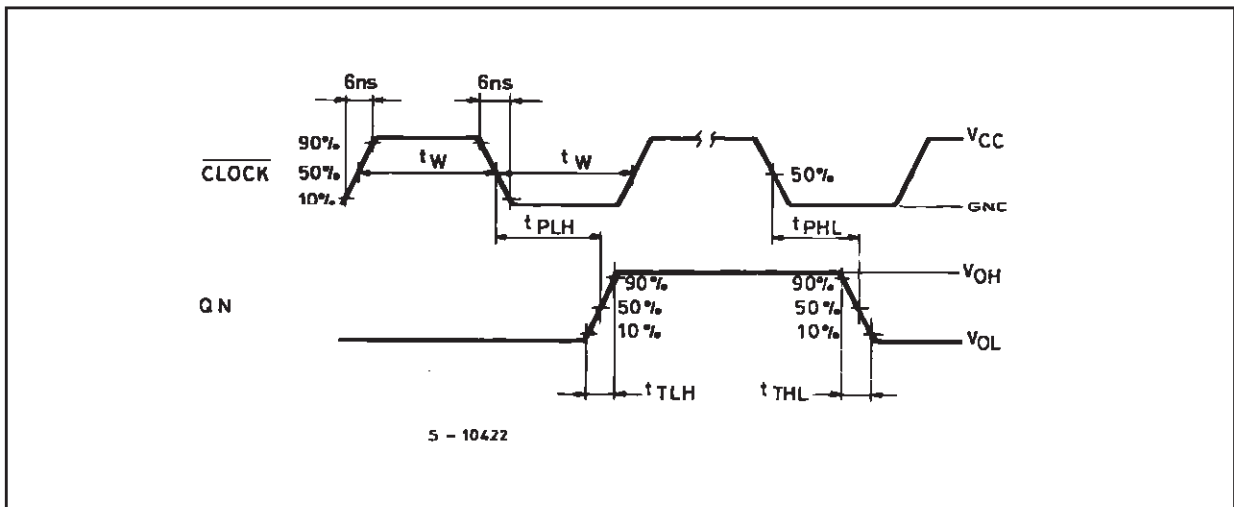 6ns 6ns
90% VCC
CLOCK 50% tW tW 50%
10% GNC
tPLH tPHL
VOH
90% 90%
QN 50% 50%
10% 10%
VOL
tTLH tTHL
5 - 10422